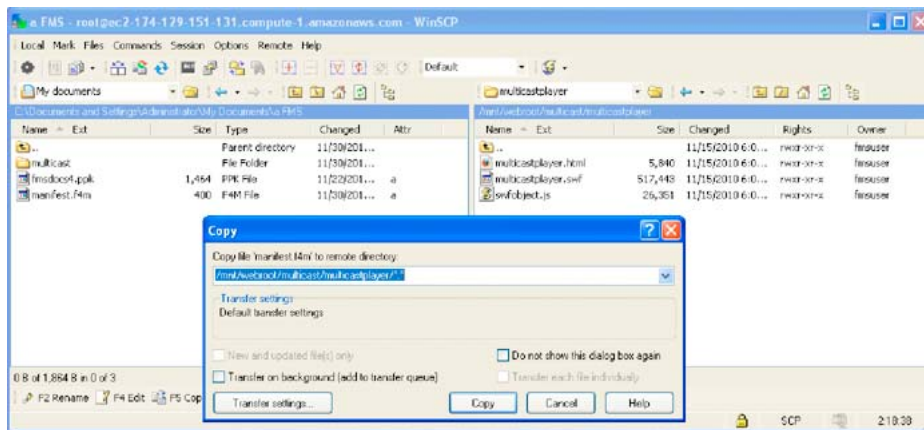 a FMS - root@ec2-174-129-151-131.compute-1.amazonaws.com - WinSCP
Local Mark Files Commands Session Options Remote Help
Default
My documents
multicastplayer
C:\Documents and Settings\Administrator\My Documents\a FMS
/mnt/webroot/multicast/multicastplayer
Name Ext Size Type Changed Attr
Name Ext Size Changed Rights Owner
.. Parent directory 11/30/201...
.. 11/15/2010 6:0... rwxr-xr-x fmsuser
multicast File Folder 11/30/201...
multicastplayer.html 5,840 11/15/2010 6:0... rwxr-xr-x fmsuser
fmsdocs4.ppk 1,464 PPK File 11/22/201... a
multicastplayer.swf 517,443 11/15/2010 6:0... rwxr-xr-x fmsuser
manifest.f4m 400 F4M File 11/30/201... a
swfobject.js 26,351 11/15/2010 6:0... rwxr-xr-x fmsuser
Copy
Copy file 'manifest.f4m' to remote directory:
/mnt/webroot/multicast/multicastplayer/*.*
Transfer settings
Default transfer settings
New and updated file(s) only
Do not show this dialog box again
Transfer on background (add to transfer queue)
Transfer each file individually
Transfer settings... Copy Cancel Help
0 B of 1,864 B in 0 of 3
F2 Rename F4 Edit F5 Cop
SCP 2:18:38